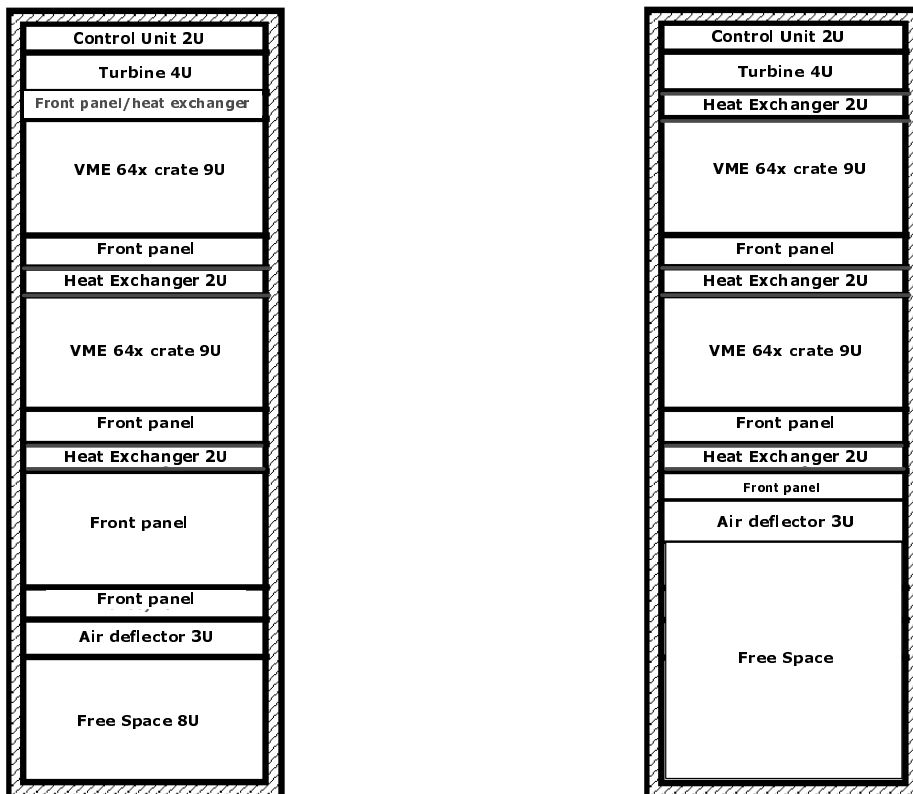 Control Unit 2U
Turbine 4U
Front panel/heat exchanger
VME 64x crate 9U
Front panel
Heat Exchanger 2U
VME 64x crate 9U
Front panel
Heat Exchanger 2U
Front panel
Front panel
Air deflector 3U
Free Space 8U
Control Unit 2U
Turbine 4U
Heat Exchanger 2U
VME 64x crate 9U
Front panel
Heat Exchanger 2U
VME 64x crate 9U
Front panel
Heat Exchanger 2U
Front panel
Air deflector 3U
Free Space